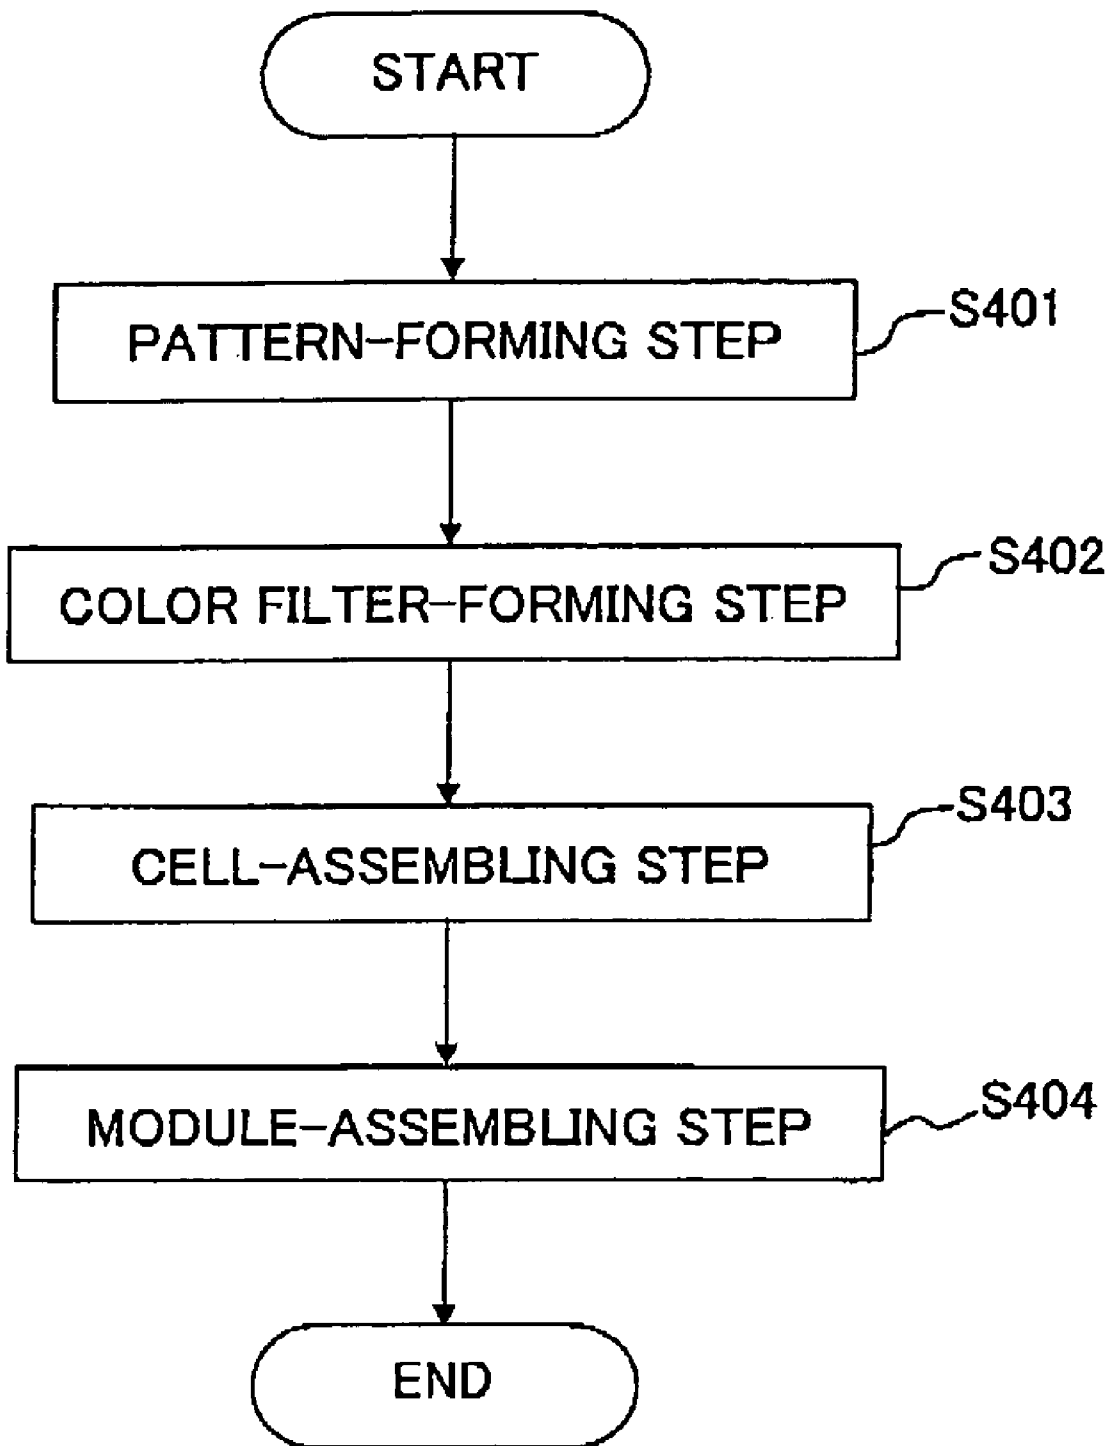 START
PATTERN-FORMING STEP
S401
COLOR FILTER-FORMING STEP
S402
CELL-ASSEMBLING STEP
S403
MODULE-ASSEMBLING STEP
S404
END